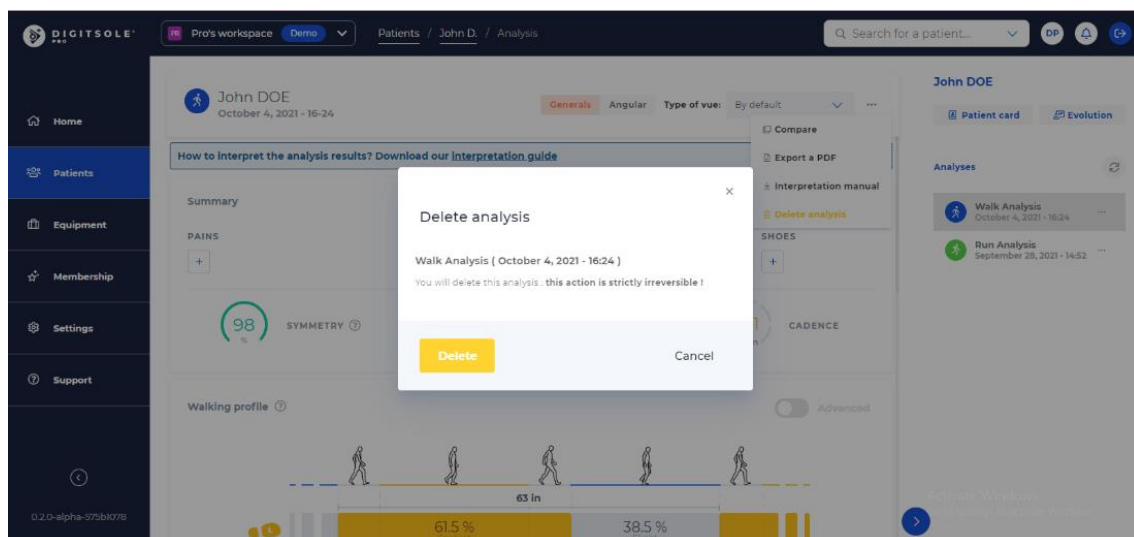 DIGITSOLE
PRO
PR Pro's workspace Demo
Patients / John D. / Analysis
Search for a patient...
DP
Home
Patients
Equipment
Membership
Settings
Support
0.2.0-alpha-575b1078
John DOE
October 4, 2021 - 16-24
Generals Angular Type of vue: By default ...
Compare
Export a PDF
Interpretation manual
Delete analysis
How to interpret the analysis results? Download our interpretation guide
Summary
PAINS
+
SHOES
+
98
%
SYMMETRY ?
CADENCE
Delete analysis
×
Walk Analysis ( October 4, 2021 - 16:24 )
You will delete this analysis.. this action is strictly irreversible !
Delete
Cancel
Walking profile ?
Advanced
63 in
61.5 %
38.5 %
John DOE
Patient card
Evolution
Analyses
Walk Analysis
October 4, 2021 - 16:24
...
Run Analysis
September 28, 2021 - 14:52
...
Activate Windows